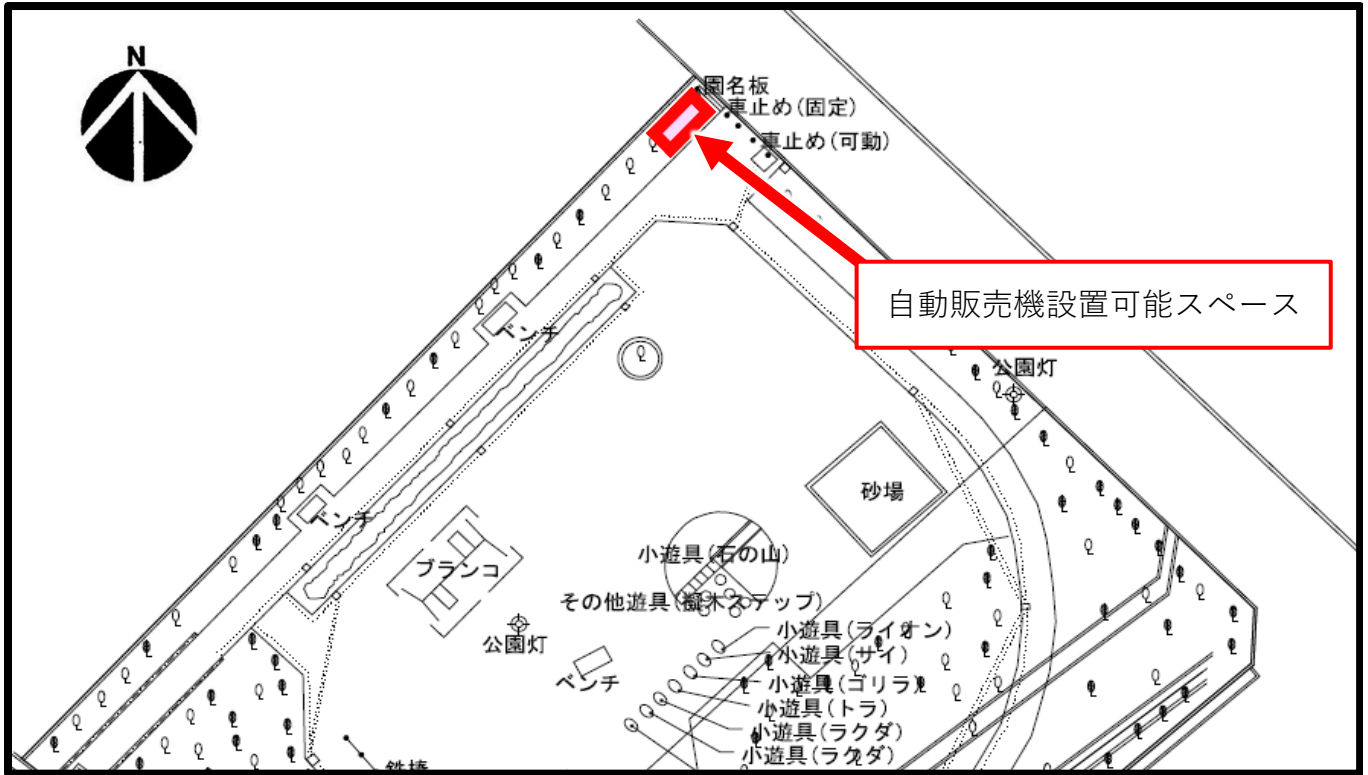 N
園名板
車止め(固定)
車止め(可動)
自動販売機設置可能スペース
ベンチ
公園灯
砂場
ベンチ
小遊具(石の山)
ブランコ
その他遊具(擬木ステップ)
小遊具(ライオン)
公園灯
小遊具(サイ)
ベンチ
小遊具(ゴリラ)
小遊具(トラ)
小遊具(ラクダ)
小遊具(ラクダ)
鉄棒